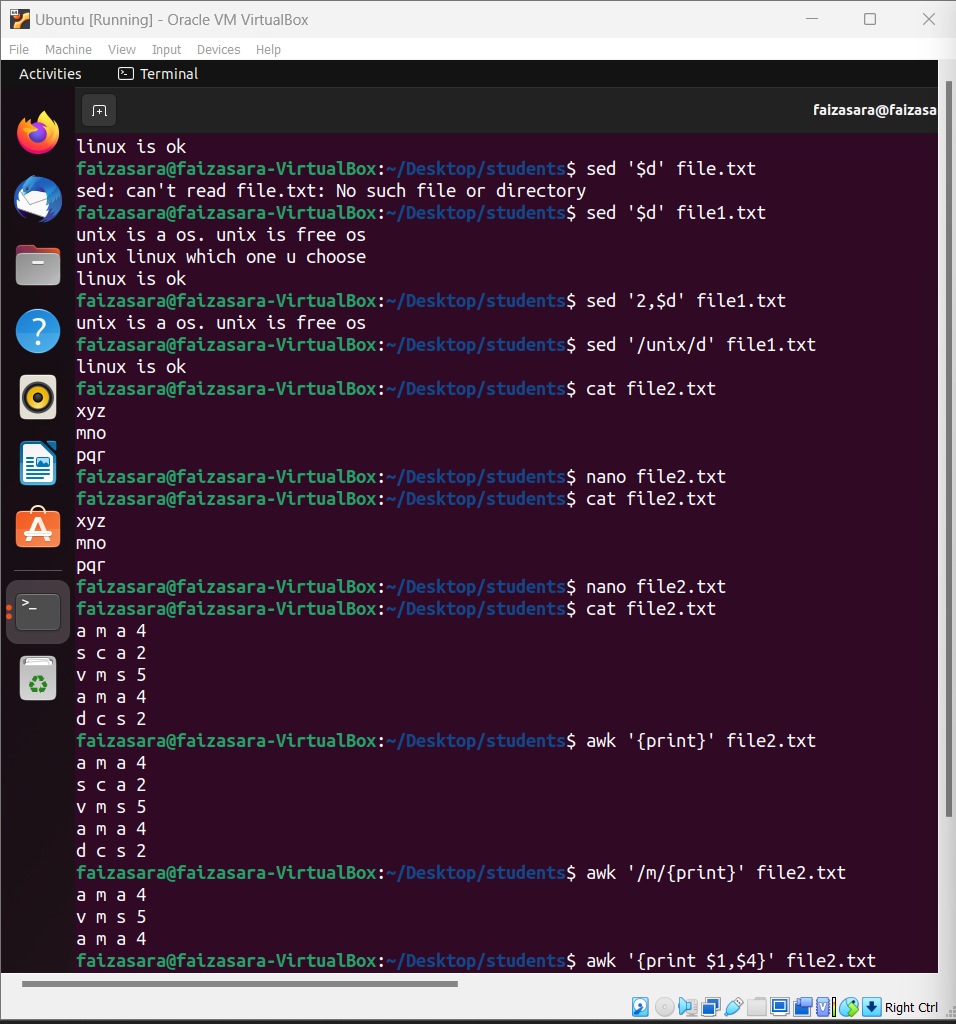 Ubuntu [Running] - Oracle VM VirtualBox
File Machine View Input Devices Help
Activities Terminal
faizasara@faizasa
linux is ok
faizasara@faizasara-VirtualBox:~/Desktop/students$ sed '$d' file.txt
sed: can't read file.txt: No such file or directory
faizasara@faizasara-VirtualBox:~/Desktop/students$ sed '$d' file1.txt
unix is a os. unix is free os
unix linux which one u choose
linux is ok
faizasara@faizasara-VirtualBox:~/Desktop/students$ sed '2,$d' file1.txt
unix is a os. unix is free os
faizasara@faizasara-VirtualBox:~/Desktop/students$ sed '/unix/d' file1.txt
linux is ok
faizasara@faizasara-VirtualBox:~/Desktop/students$ cat file2.txt
xyz
mno
pqr
faizasara@faizasara-VirtualBox:~/Desktop/students$ nano file2.txt
faizasara@faizasara-VirtualBox:~/Desktop/students$ cat file2.txt
xyz
mno
pqr
faizasara@faizasara-VirtualBox:~/Desktop/students$ nano file2.txt
faizasara@faizasara-VirtualBox:~/Desktop/students$ cat file2.txt
a m a 4
s c a 2
v m s 5
a m a 4
d c s 2
faizasara@faizasara-VirtualBox:~/Desktop/students$ awk '{print}' file2.txt
a m a 4
s c a 2
v m s 5
a m a 4
d c s 2
faizasara@faizasara-VirtualBox:~/Desktop/students$ awk '/m/{print}' file2.txt
a m a 4
v m s 5
a m a 4
faizasara@faizasara-VirtualBox:~/Desktop/students$ awk '{print $1,$4}' file2.txt
Right Ctrl